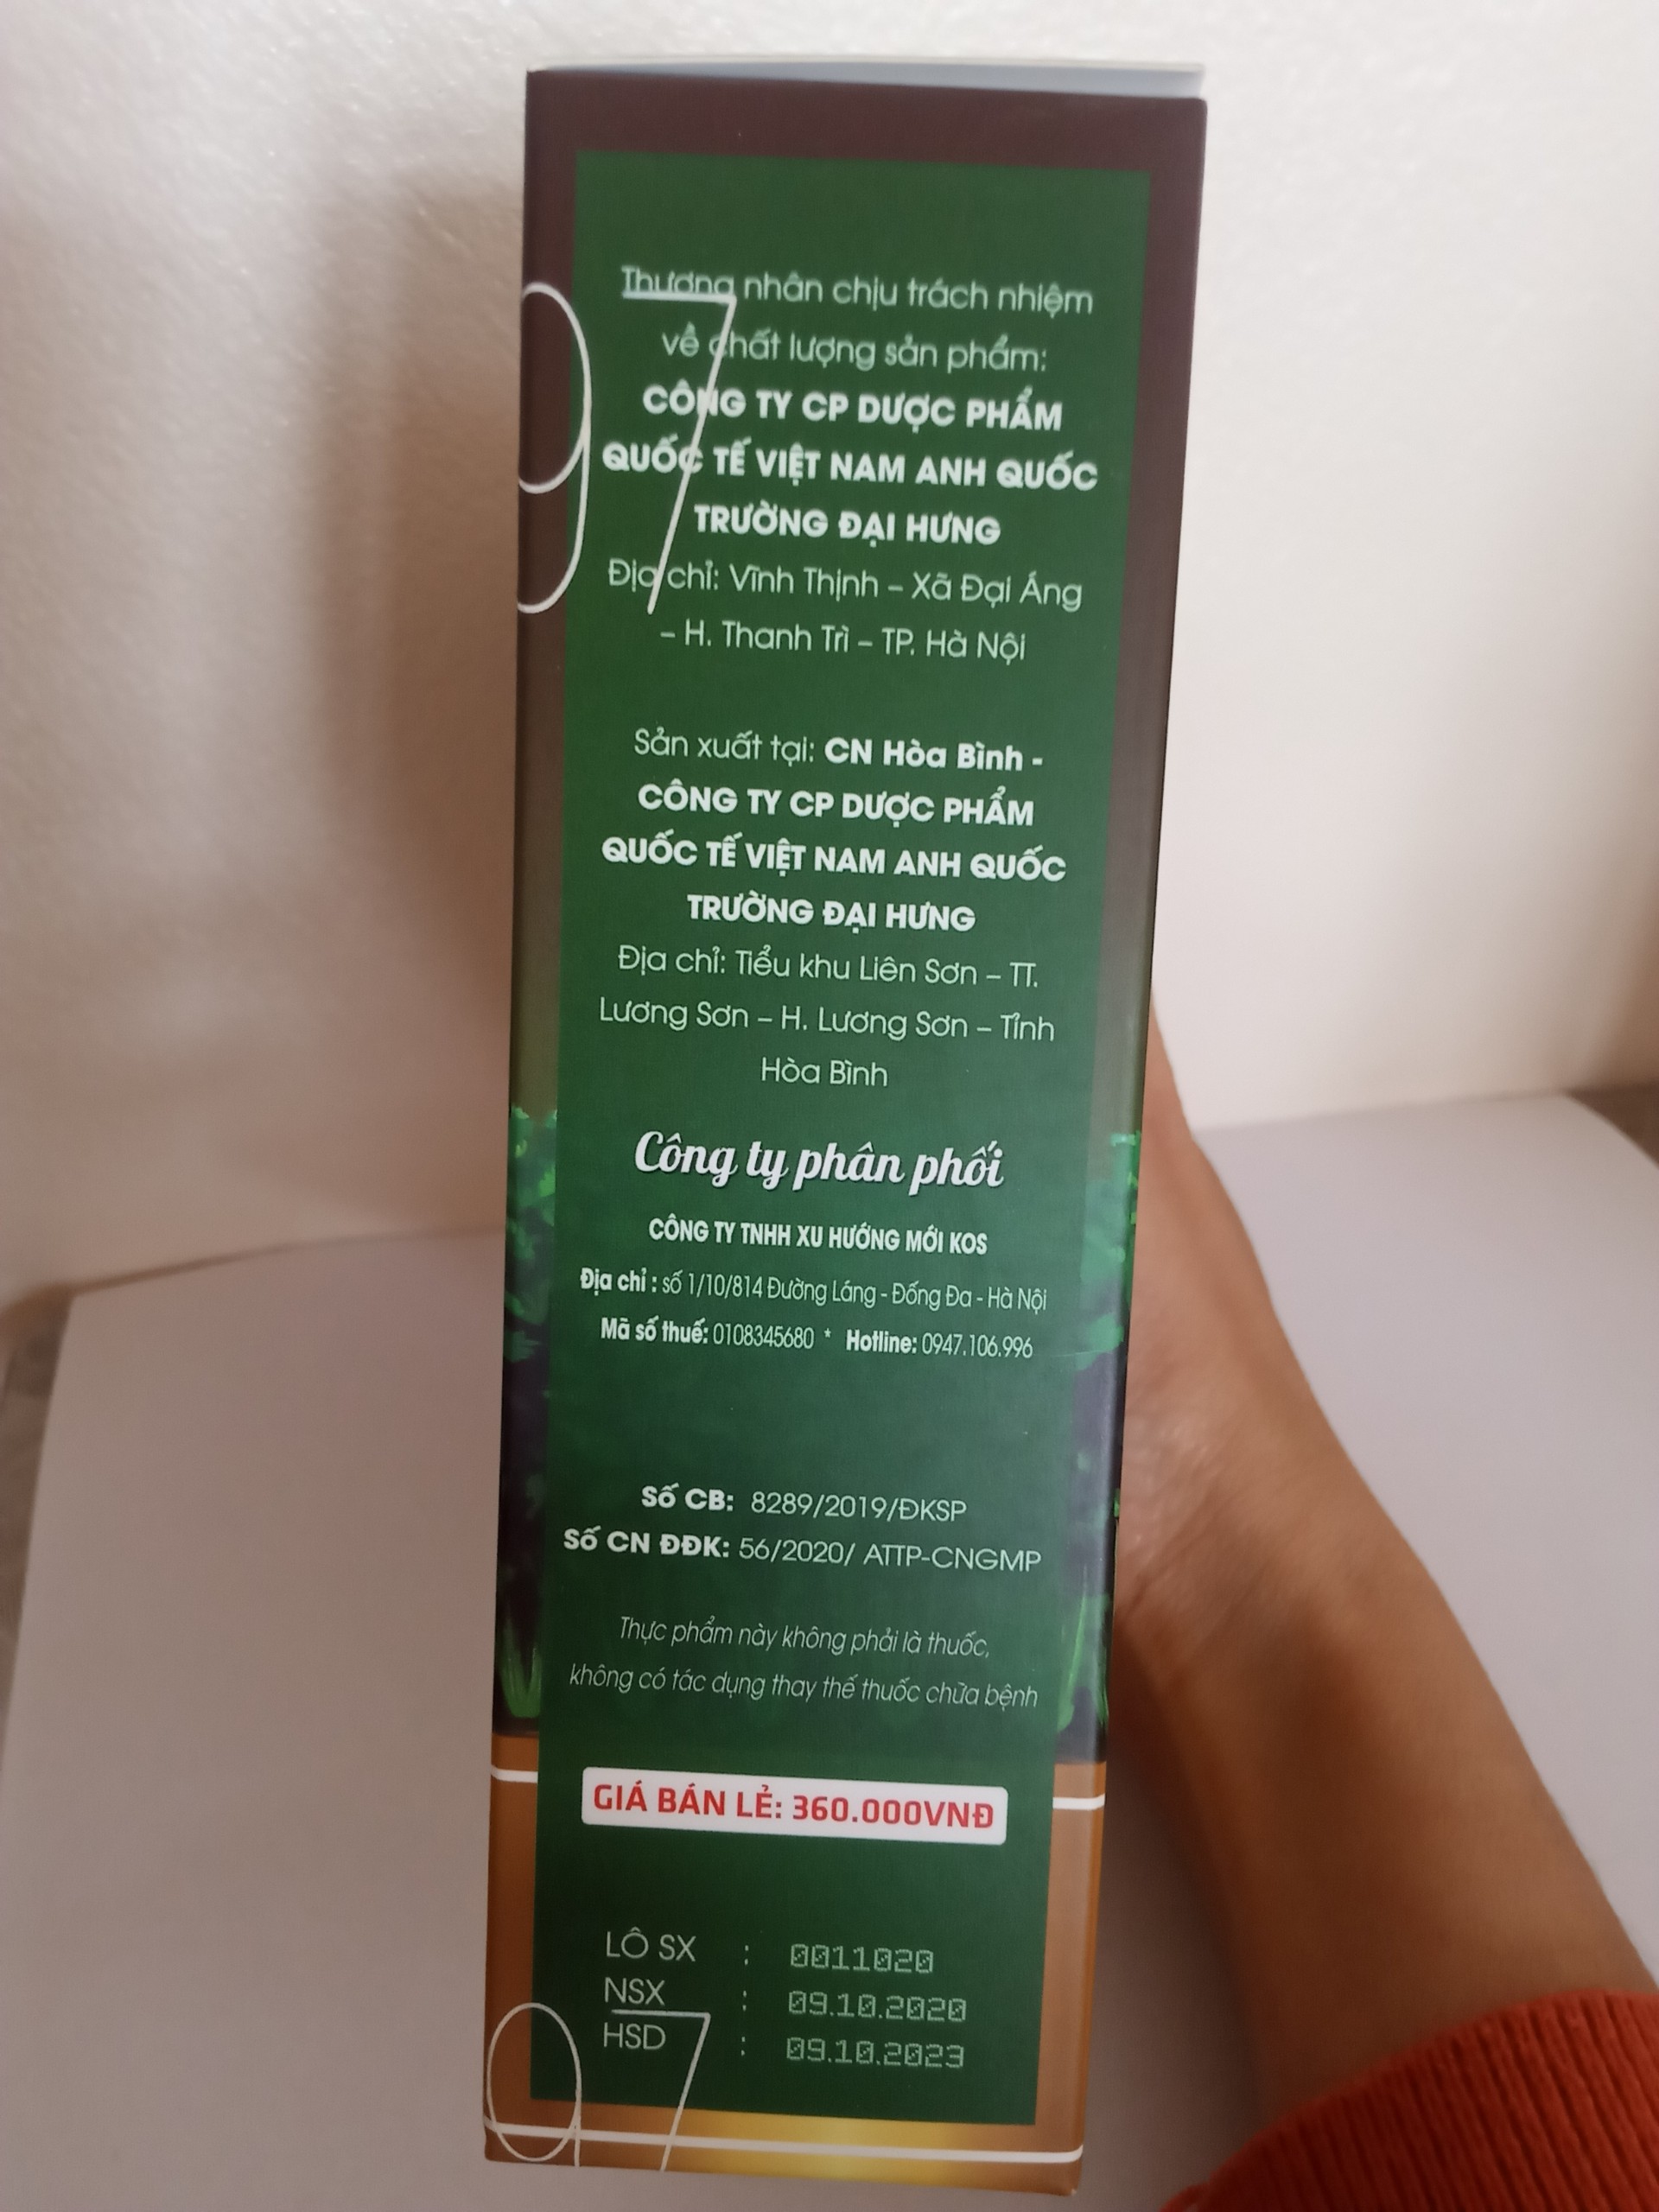 Thương nhân chịu trách nhiệm
về chất lượng sản phẩm:
CÔNG TY CP DƯỢC PHẨM
QUỐC TẾ VIỆT NAM ANH QUỐC
TRƯỜNG ĐẠI HƯNG
Địa chỉ: Vĩnh Thịnh – Xã Đại Áng
– H. Thanh Trì – TP. Hà Nội
Sản xuất tại: CN Hòa Bình -
CÔNG TY CP DƯỢC PHẨM
QUỐC TẾ VIỆT NAM ANH QUỐC
TRƯỜNG ĐẠI HƯNG
Địa chỉ: Tiểu khu Liên Sơn – TT.
Lương Sơn – H. Lương Sơn – Tỉnh
Hòa Bình
Công ty phân phối
CÔNG TY TNHH XU HƯỚNG MỚI KOS
Địa chỉ : số 1/10/814 Đường Láng - Đống Đa - Hà Nội
Mã số thuế: 0108345680 * Hotline: 0947.106.996
Số CB: 8289/2019/ĐKSP
Số CN ĐĐK: 56/2020/ ATTP-CNGMP
Thực phẩm này không phải là thuốc,
không có tác dụng thay thế thuốc chữa bệnh
GIÁ BÁN LẺ: 360.000VNĐ
LÔ SX : 0011020
NSX : 09.10.2020
HSD : 09.10.2023
97
97